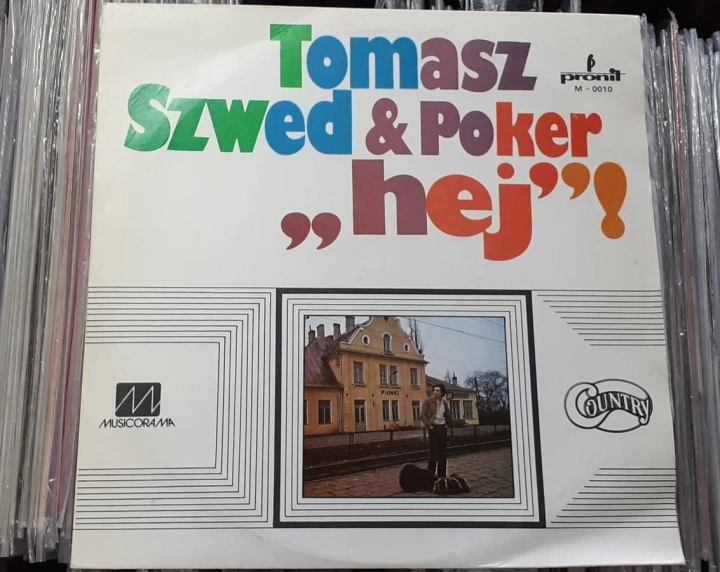 Tomasz
Szwed & Poker
„hej”!
pronit
M - 0010
PIONKI
MUSICORAMA
COUNTRY